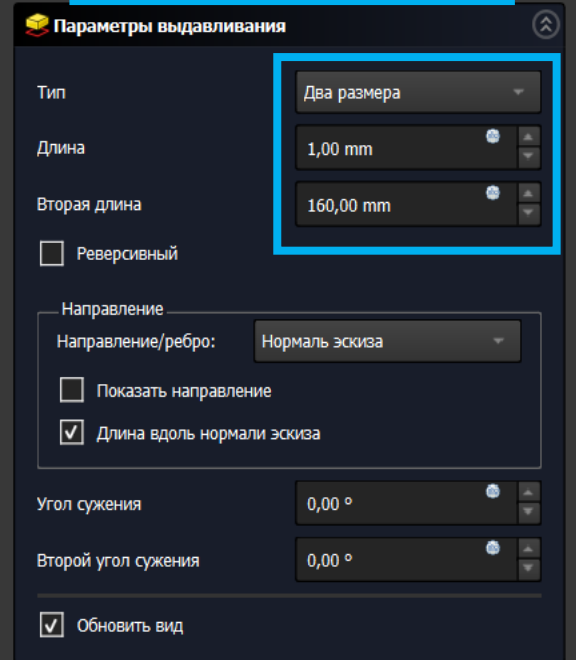 Параметры выдавливания
Тип
Два размера
Длина
1,00 mm
Вторая длина
160,00 mm
Реверсивный
Направление
Направление/ребро:
Нормаль эскиза
Показать направление
Длина вдоль нормали эскиза
Угол сужения
0,00 °
Второй угол сужения
0,00 °
Обновить вид